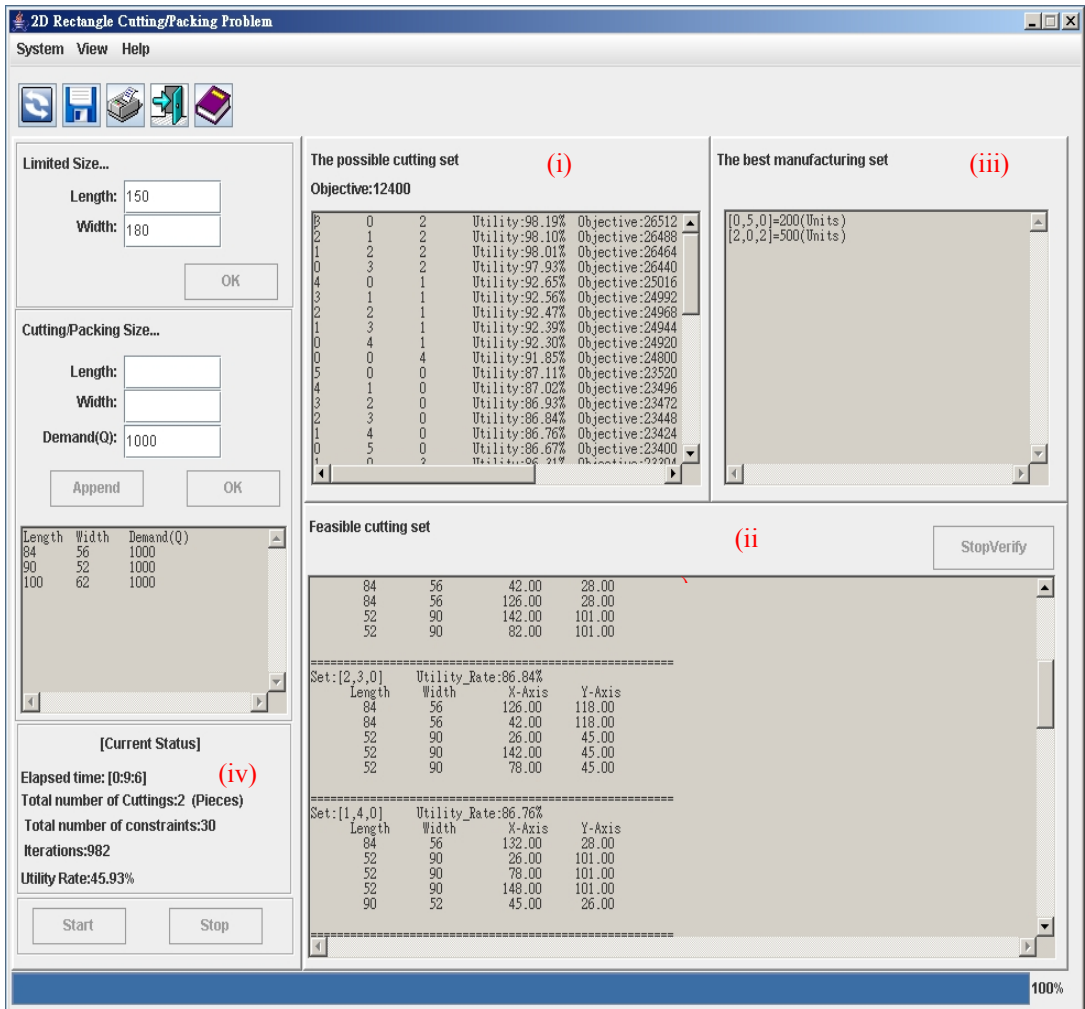 2D Rectangle Cutting/Packing Problem
System View Help
Limited Size...
Length: 150
Width: 180
OK
Cutting/Packing Size...
Length:
Width:
Demand(Q): 1000
Append OK
Length Width Demand(Q)
84 56 1000
90 52 1000
100 62 1000
[Current Status]
(iv)
Elapsed time: [0:9:6]
Total number of Cuttings:2 (Pieces)
Total number of constraints:30
Iterations:982
Utility Rate:45.93%
Start Stop
The possible cutting set (i)
Objective:12400
3 0 2 Utility:98.19% Objective:26512
2 1 2 Utility:98.10% Objective:26488
1 2 2 Utility:98.01% Objective:26464
0 3 2 Utility:97.93% Objective:26440
4 0 1 Utility:92.65% Objective:25016
3 1 1 Utility:92.56% Objective:24992
2 2 1 Utility:92.47% Objective:24968
1 3 1 Utility:92.39% Objective:24944
0 4 1 Utility:92.30% Objective:24920
0 0 4 Utility:91.85% Objective:24800
5 0 0 Utility:87.11% Objective:23520
4 1 0 Utility:87.02% Objective:23496
3 2 0 Utility:86.93% Objective:23472
2 3 0 Utility:86.84% Objective:23448
1 4 0 Utility:86.76% Objective:23424
0 5 0 Utility:86.67% Objective:23400
1 0 3 Utility:86.31% Objective:23304
The best manufacturing set (iii)
[0,5,0]=200(Units)
[2,0,2]=500(Units)
Feasible cutting set (ii
StopVerify
84 56 42.00 28.00
84 56 126.00 28.00
52 90 142.00 101.00
52 90 82.00 101.00
======================================================
Set:[2,3,0] Utility_Rate:86.84%
Length Width X-Axis Y-Axis
84 56 126.00 118.00
84 56 42.00 118.00
52 90 26.00 45.00
52 90 142.00 45.00
52 90 78.00 45.00
======================================================
Set:[1,4,0] Utility_Rate:86.76%
Length Width X-Axis Y-Axis
84 56 132.00 28.00
52 90 26.00 101.00
52 90 78.00 101.00
52 90 148.00 101.00
90 52 45.00 26.00
======================================================
100%